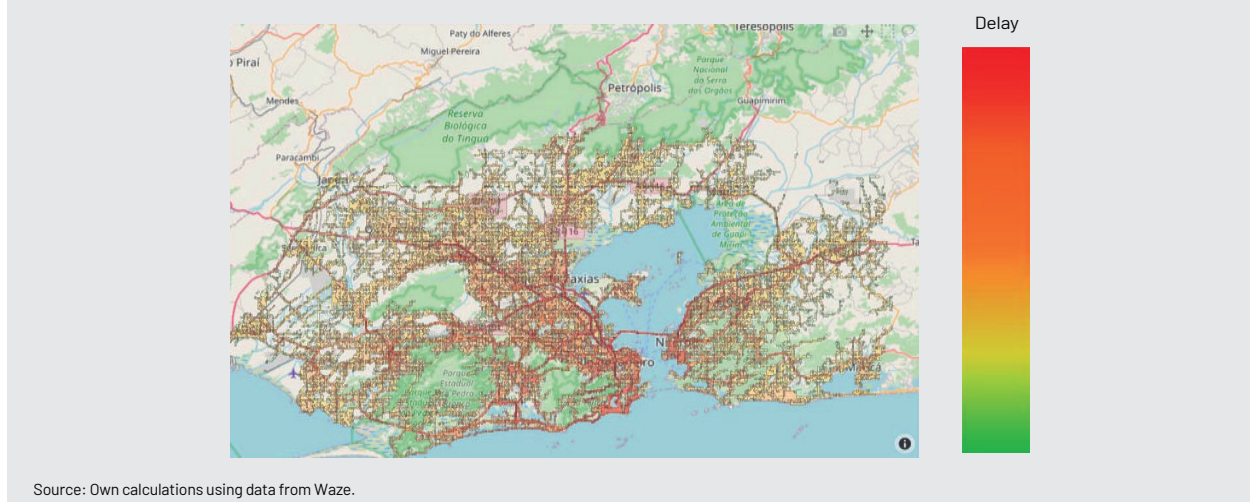 Delay
Teresópolis
Paty do Alferes
Miguel Pereira
Piraí
Parque
Nacional
da Serra
dos Órgãos
Petrópolis
Mendes
Guapimirim
Reserva
Biológica
do Tinguá
Paracambi
Japeri
Área de
Proteção
Ambiental
de Guapi-
Mirim
axias
Parque
Estadual
Source: Own calculations using data from Waze.